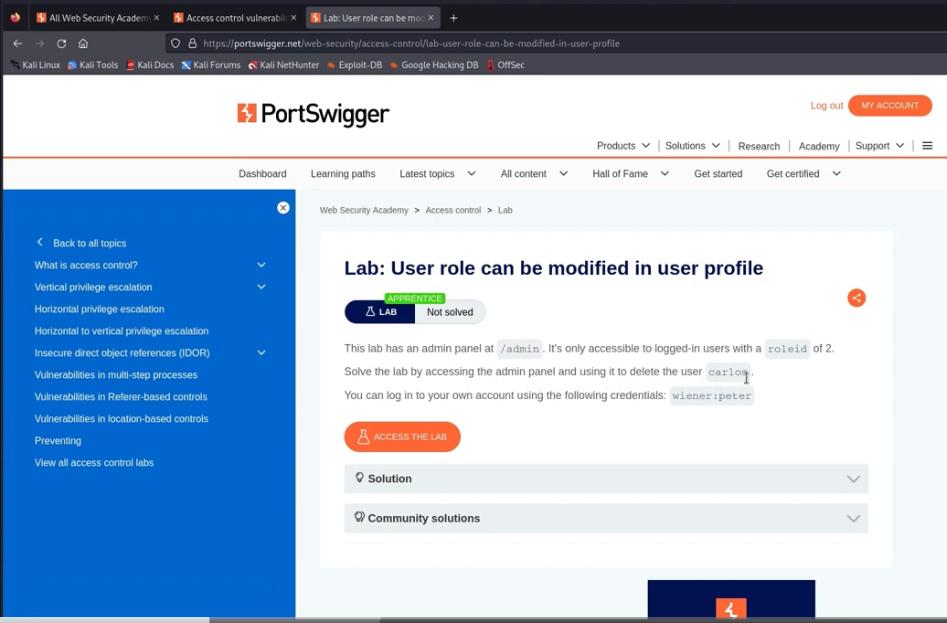 All Web Security Academy
Access control vulnerabili
Lab: User role can be mod
https://portswigger.net/web-security/access-control/lab-user-role-can-be-modified-in-user-profile
Kali Linux Kali Tools Kali Docs Kali Forums Kali NetHunter Exploit-DB Google Hacking DB OffSec
PortSwigger
Log out MY ACCOUNT
Products Solutions Research Academy Support
Dashboard Learning paths Latest topics All content Hall of Fame Get started Get certified
Back to all topics
What is access control?
Vertical privilege escalation
Horizontal privilege escalation
Horizontal to vertical privilege escalation
Insecure direct object references (IDOR)
Vulnerabilities in multi-step processes
Vulnerabilities in Referer-based controls
Vulnerabilities in location-based controls
Preventing
View all access control labs
Web Security Academy > Access control > Lab
Lab: User role can be modified in user profile
APPRENTICE
LAB Not solved
This lab has an admin panel at /admin. It's only accessible to logged-in users with a roleid of 2.
Solve the lab by accessing the admin panel and using it to delete the user carlos.
You can log in to your own account using the following credentials: wiener:peter
ACCESS THE LAB
Solution
Community solutions